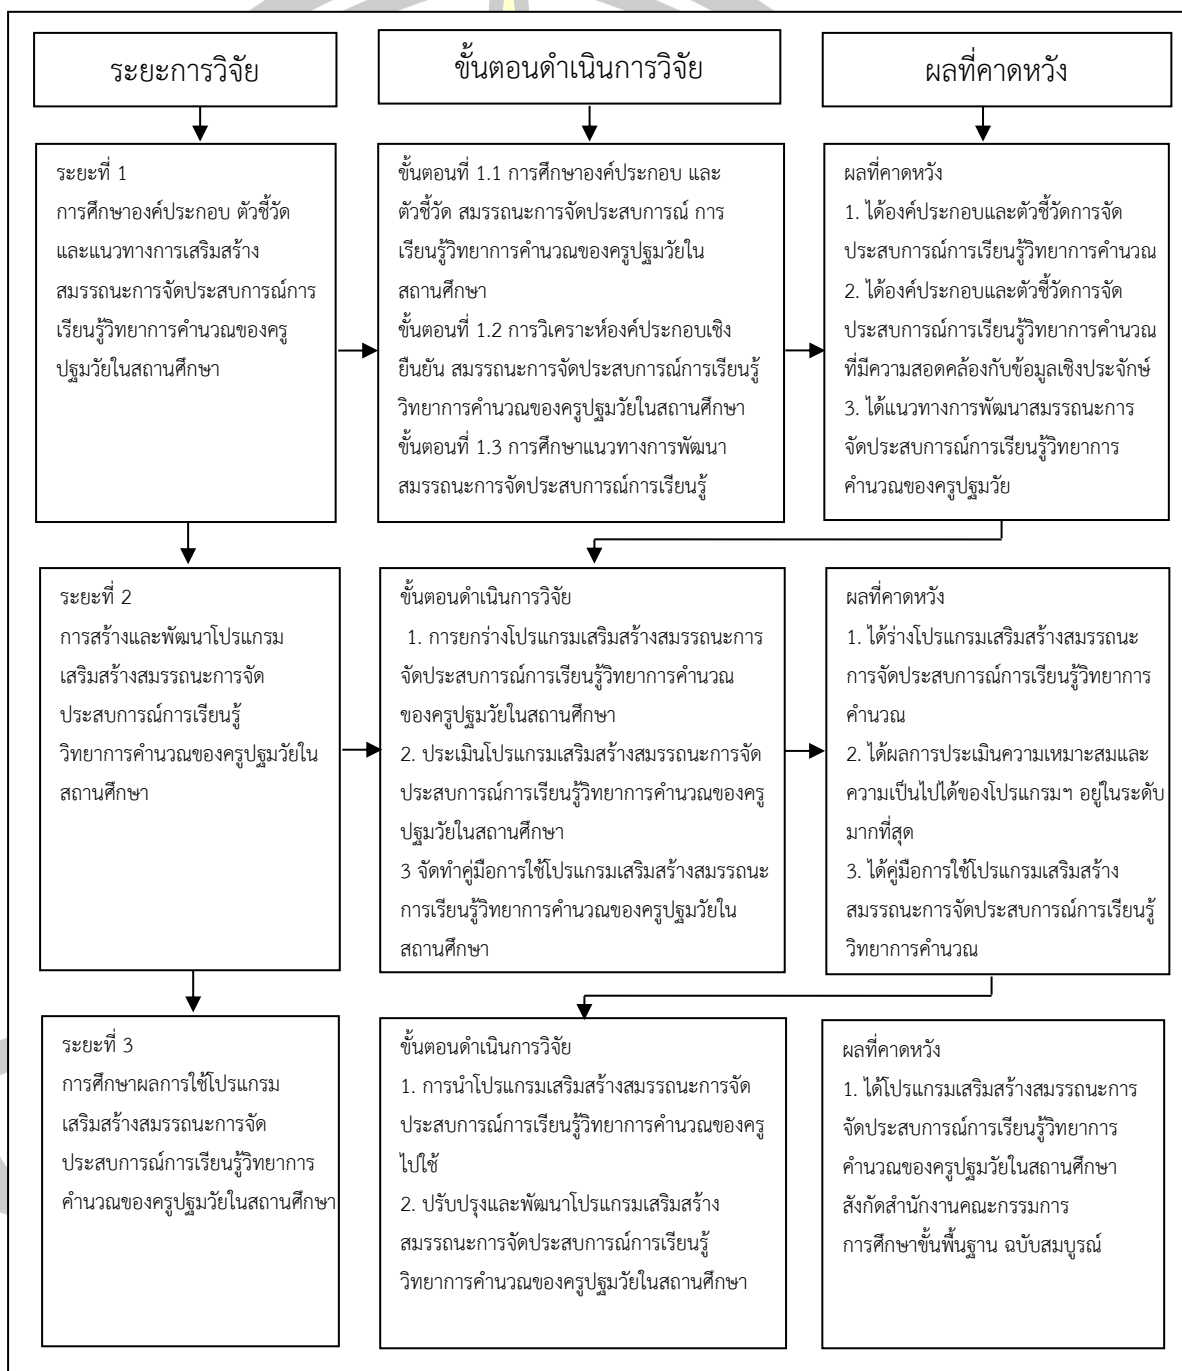 ระยะการวิจัย
ขั้นตอนดำเนินการวิจัย
ผลที่คาดหวัง
ระยะที่ 1
การศึกษาองค์ประกอบ ตัวชี้วัด
และแนวทางการเสริมสร้าง
สมรรถนะการจัดประสบการณ์การ
เรียนรู้วิทยาการคำนวณของครู
ปฐมวัยในสถานศึกษา
ขั้นตอนที่ 1.1 การศึกษาองค์ประกอบ และ
ตัวชี้วัด สมรรถนะการจัดประสบการณ์ การ
เรียนรู้วิทยาการคำนวณของครูปฐมวัยใน
สถานศึกษา
ขั้นตอนที่ 1.2 การวิเคราะห์องค์ประกอบเชิง
ยืนยัน สมรรถนะการจัดประสบการณ์การเรียนรู้
วิทยาการคำนวณของครูปฐมวัยในสถานศึกษา
ขั้นตอนที่ 1.3 การศึกษาแนวทางการพัฒนา
สมรรถนะการจัดประสบการณ์การเรียนรู้
ผลที่คาดหวัง
1. ได้องค์ประกอบและตัวชี้วัดการจัด
ประสบการณ์การเรียนรู้วิทยาการคำนวณ
2. ได้องค์ประกอบและตัวชี้วัดการจัด
ประสบการณ์การเรียนรู้วิทยาการคำนวณ
ที่มีความสอดคล้องกับข้อมูลเชิงประจักษ์
3. ได้แนวทางการพัฒนาสมรรถนะการ
จัดประสบการณ์การเรียนรู้วิทยาการ
คำนวณของครูปฐมวัย
ระยะที่ 2
การสร้างและพัฒนาโปรแกรม
เสริมสร้างสมรรถนะการจัด
ประสบการณ์การเรียนรู้
วิทยาการคำนวณของครูปฐมวัยใน
สถานศึกษา
ขั้นตอนดำเนินการวิจัย
1. การยกร่างโปรแกรมเสริมสร้างสมรรถนะการ
จัดประสบการณ์การเรียนรู้วิทยาการคำนวณ
ของครูปฐมวัยในสถานศึกษา
2. ประเมินโปรแกรมเสริมสร้างสมรรถนะการจัด
ประสบการณ์การเรียนรู้วิทยาการคำนวณของครู
ปฐมวัยในสถานศึกษา
3 จัดทำคู่มือการใช้โปรแกรมเสริมสร้างสมรรถนะ
การเรียนรู้วิทยาการคำนวณของครูปฐมวัยใน
สถานศึกษา
ผลที่คาดหวัง
1. ได้ร่างโปรแกรมเสริมสร้างสมรรถนะ
การจัดประสบการณ์การเรียนรู้วิทยาการ
คำนวณ
2. ได้ผลการประเมินความเหมาะสมและ
ความเป็นไปได้ของโปรแกรมฯ อยู่ในระดับ
มากที่สุด
3. ได้คู่มือการใช้โปรแกรมเสริมสร้าง
สมรรถนะการจัดประสบการณ์การเรียนรู้
วิทยาการคำนวณ
ระยะที่ 3
การศึกษาผลการใช้โปรแกรม
เสริมสร้างสมรรถนะการจัด
ประสบการณ์การเรียนรู้วิทยาการ
คำนวณของครูปฐมวัยในสถานศึกษา
ขั้นตอนดำเนินการวิจัย
1. การนำโปรแกรมเสริมสร้างสมรรถนะการจัด
ประสบการณ์การเรียนรู้วิทยาการคำนวณของครู
ไปใช้
2. ปรับปรุงและพัฒนาโปรแกรมเสริมสร้าง
สมรรถนะการจัดประสบการณ์การเรียนรู้
วิทยาการคำนวณของครูปฐมวัยในสถานศึกษา
ผลที่คาดหวัง
1. ได้โปรแกรมเสริมสร้างสมรรถนะการ
จัดประสบการณ์การเรียนรู้วิทยาการ
คำนวณของครูปฐมวัยในสถานศึกษา
สังกัดสำนักงานคณะกรรมการ
การศึกษาขั้นพื้นฐาน ฉบับสมบูรณ์